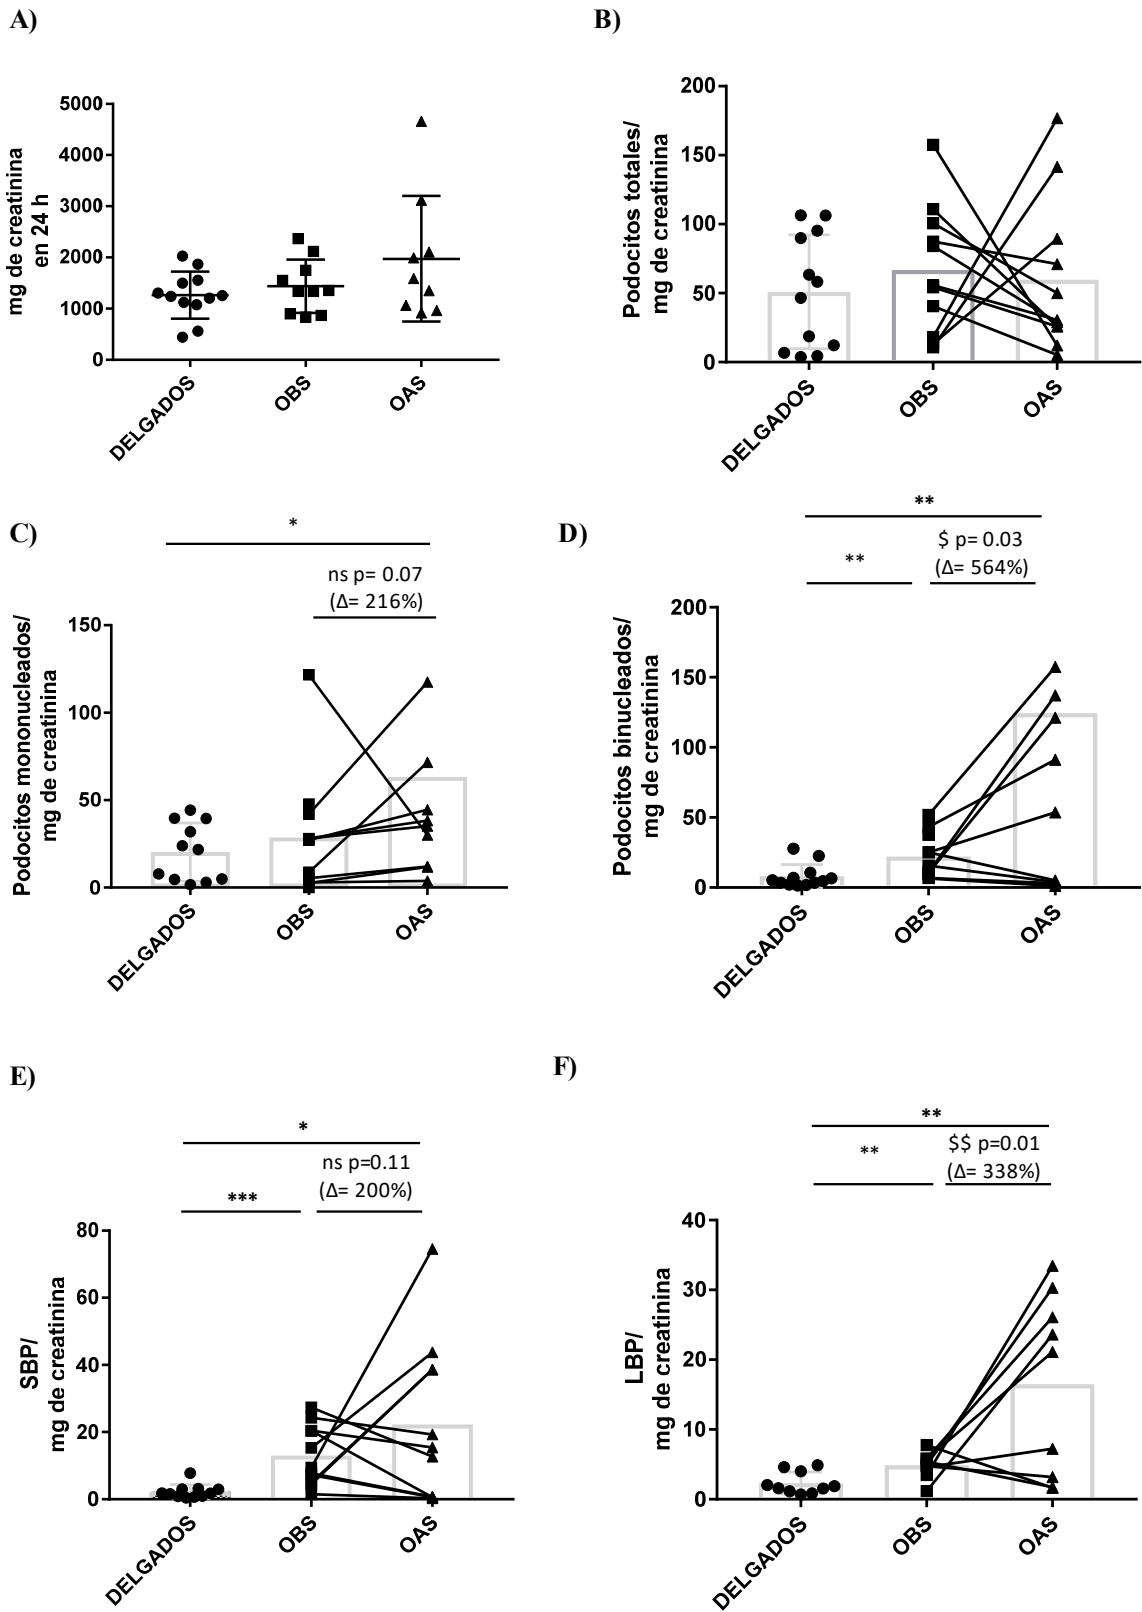 A)
mg de creatinina
en 24 h
5000
4000
3000
2000
1000
0
DELGADOS
OBS
OAS
B)
Podocitos totales/
mg de creatinina
200
150
100
50
0
DELGADOS
OBS
OAS
C)
*
ns p= 0.07
(Δ= 216%)
Podocitos mononucleados/
mg de creatinina
150
100
50
0
DELGADOS
OBS
OAS
D)
**
**
$ p= 0.03
(Δ= 564%)
Podocitos binucleados/
mg de creatinina
200
150
100
50
0
DELGADOS
OBS
OAS
E)
*
ns p=0.11
(Δ= 200%)
***
SBP/
mg de creatinina
80
60
40
20
0
DELGADOS
OBS
OAS
F)
**
**
$$ p=0.01
(Δ= 338%)
LBP/
mg de creatinina
40
30
20
10
0
DELGADOS
OBS
OAS